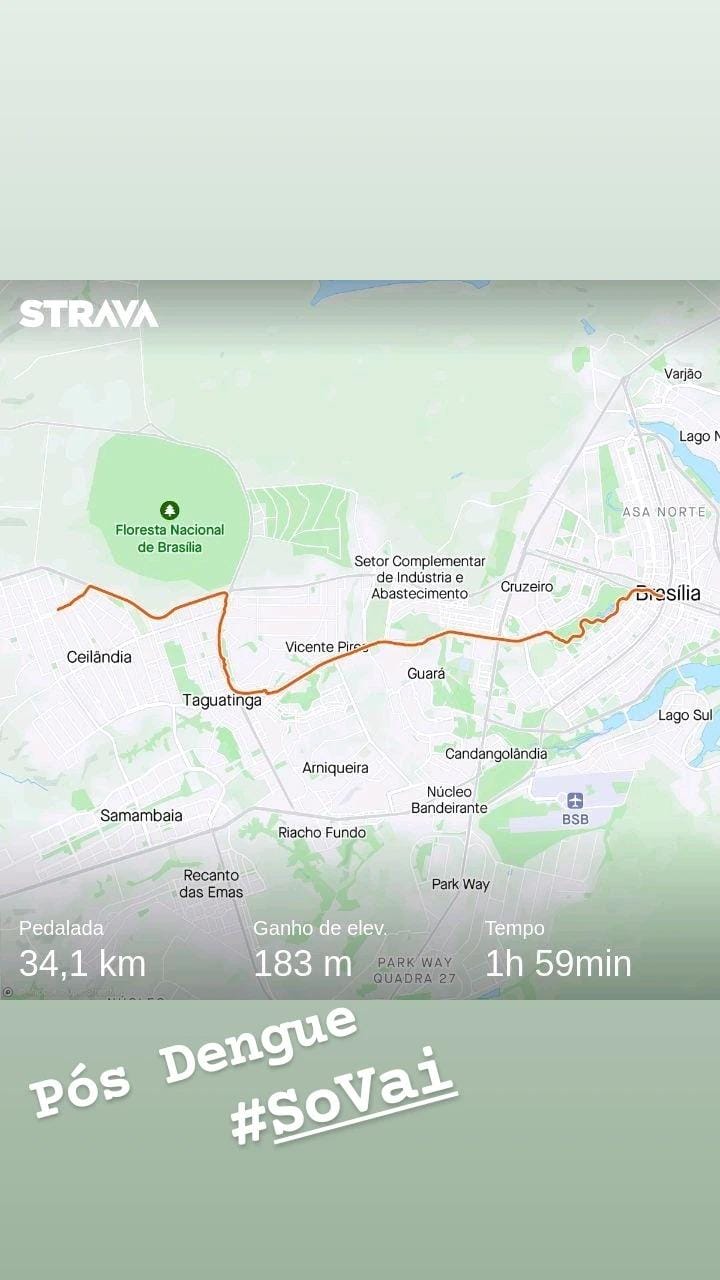 STRAVA
Varjão
Lago N
ASA NORTE
Floresta Nacional
de Brasília
Setor Complementar
de Indústria e
Abastecimento
Cruzeiro
Brasília
Vicente Pires
Ceilândia
Guará
Taguatinga
Lago Sul
Candangolândia
Arniqueira
Núcleo
Bandeirante
BSB
Samambaia
Riacho Fundo
Recanto
das Emas
Park Way
Pedalada
Ganho de elev.
Tempo
34,1 km
183 m
1h 59min
PARK WAY
QUADRA 27
Pós Dengue
#SoVai